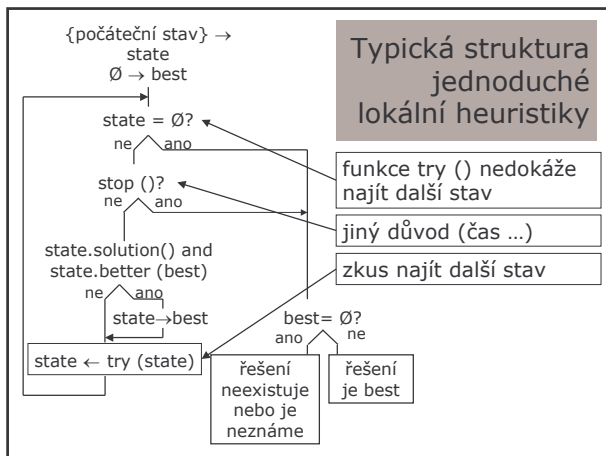 {počáteční stav} →
state
Ø → best
Typická struktura
jednoduché
lokální heuristiky
state = Ø?
ne
ano
funkce try () nedokáže
najít další stav
stop ()?
ne
ano
jiný důvod (čas ...)
state.solution() and
state.better (best)
ne
ano
zkus najít další stav
state→best
best= Ø?
ano
ne
state ← try (state)
řešení
neexistuje
nebo je
neznáme
řešení
je best